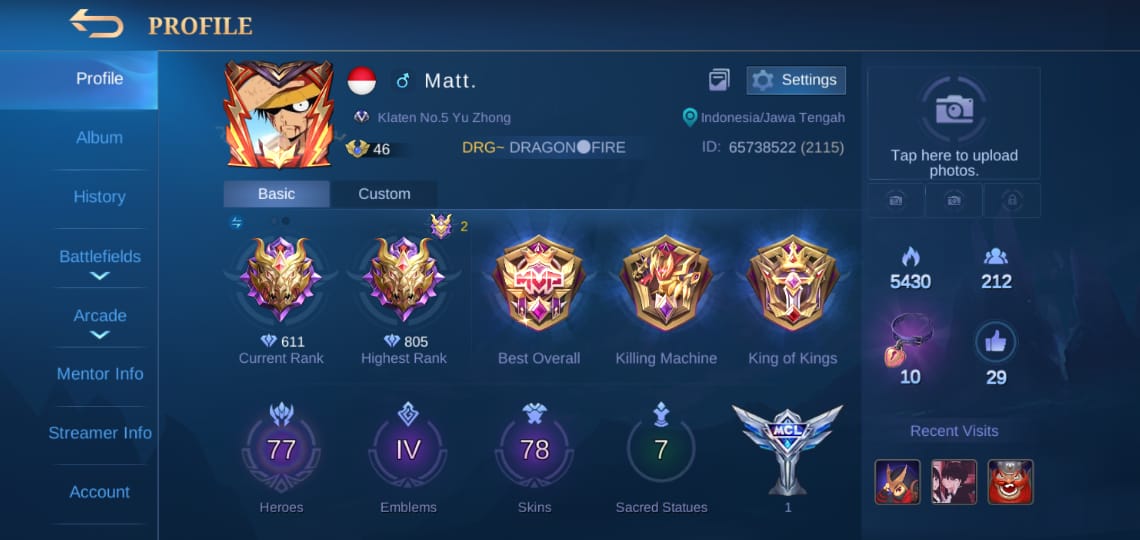 PROFILE
Profile
Album
History
Battlefields
Arcade
Mentor Info
Streamer Info
Account
Matt.
Settings
Klaten No.5 Yu Zhong
Indonesia/Jawa Tengah
46
DRG~ DRAGON●FIRE
ID: 65738522 (2115)
Basic
Custom
2
611
Current Rank
805
Highest Rank
MVP
Best Overall
Killing Machine
King of Kings
77
Heroes
IV
Emblems
78
Skins
7
Sacred Statues
MCL
1
Tap here to upload
photos.
5430
212
10
29
Recent Visits